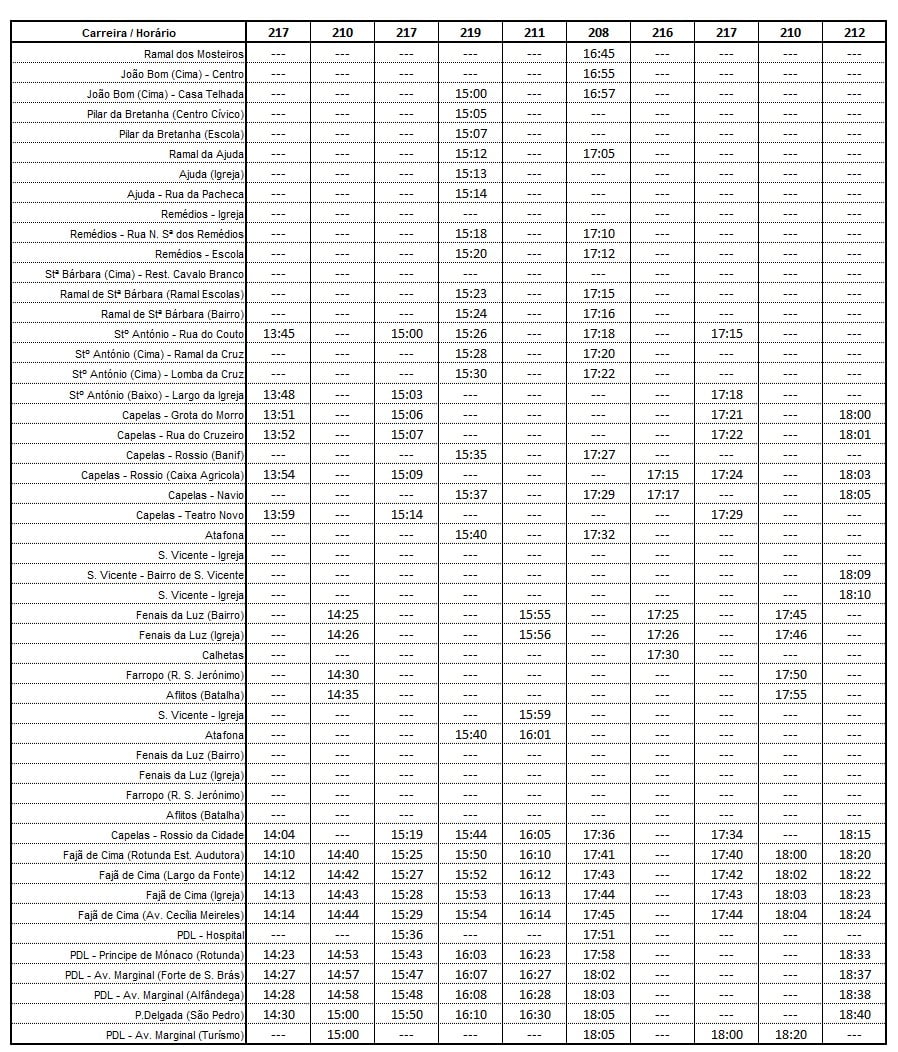 Carreira / Horário 217 210 217 219 211 208 216 217 210 212
Ramal dos Mosteiros --- --- --- --- --- 16:45 --- --- --- ---
João Bom (Cima) - Centro --- --- --- --- --- 16:55 --- --- --- ---
João Bom (Cima) - Casa Telhada --- --- --- 15:00 --- 16:57 --- --- --- ---
Pilar da Bretanha (Centro Cívico) --- --- --- 15:05 --- --- --- --- --- ---
Pilar da Bretanha (Escola) --- --- --- 15:07 --- --- --- --- --- ---
Ramal da Ajuda --- --- --- 15:12 --- 17:05 --- --- --- ---
Ajuda (Igreja) --- --- --- 15:13 --- --- --- --- --- ---
Ajuda - Rua da Pacheca --- --- --- 15:14 --- --- --- --- --- ---
Remédios - Igreja --- --- --- --- --- --- --- --- --- ---
Remédios - Rua N. Sª dos Remédios --- --- --- 15:18 --- 17:10 --- --- --- ---
Remédios - Escola --- --- --- 15:20 --- 17:12 --- --- --- ---
Stª Bárbara (Cima) - Rest. Cavalo Branco --- --- --- --- --- --- --- --- --- ---
Ramal de Stª Bárbara (Ramal Escolas) --- --- --- 15:23 --- 17:15 --- --- --- ---
Ramal de Stª Bárbara (Bairro) --- --- --- 15:24 --- 17:16 --- --- --- ---
Stº António - Rua do Couto 13:45 --- 15:00 15:26 --- 17:18 --- 17:15 --- ---
Stº António (Cima) - Ramal da Cruz --- --- --- 15:28 --- 17:20 --- --- --- ---
Stº António (Cima) - Lomba da Cruz --- --- --- 15:30 --- 17:22 --- --- --- ---
Stº António (Baixo) - Largo da Igreja 13:48 --- 15:03 --- --- --- --- 17:18 --- ---
Capelas - Grota do Morro 13:51 --- 15:06 --- --- --- --- 17:21 --- 18:00
Capelas - Rua do Cruzeiro 13:52 --- 15:07 --- --- --- --- 17:22 --- 18:01
Capelas - Rossio (Banif) --- --- --- 15:35 --- 17:27 --- --- --- ---
Capelas - Rossio (Caixa Agricola) 13:54 --- 15:09 --- --- --- 17:15 17:24 --- 18:03
Capelas - Navio --- --- --- 15:37 --- 17:29 17:17 --- --- 18:05
Capelas - Teatro Novo 13:59 --- 15:14 --- --- --- --- 17:29 --- ---
Atafona --- --- --- 15:40 --- 17:32 --- --- --- ---
S. Vicente - Igreja --- --- --- --- --- --- --- --- --- ---
S. Vicente - Bairro de S. Vicente --- --- --- --- --- --- --- --- --- 18:09
S. Vicente - Igreja --- --- --- --- --- --- --- --- --- 18:10
Fenais da Luz (Bairro) --- 14:25 --- --- 15:55 --- 17:25 --- 17:45 ---
Fenais da Luz (Igreja) --- 14:26 --- --- 15:56 --- 17:26 --- 17:46 ---
Calhetas --- --- --- --- --- --- 17:30 --- --- ---
Farropo (R. S. Jerónimo) --- 14:30 --- --- --- --- --- --- 17:50 ---
Aflitos (Batalha) --- 14:35 --- --- --- --- --- --- 17:55 ---
S. Vicente - Igreja --- --- --- --- 15:59 --- --- --- --- ---
Atafona --- --- --- 15:40 16:01 --- --- --- --- ---
Fenais da Luz (Bairro) --- --- --- --- --- --- --- --- --- ---
Fenais da Luz (Igreja) --- --- --- --- --- --- --- --- --- ---
Farropo (R. S. Jerónimo) --- --- --- --- --- --- --- --- --- ---
Aflitos (Batalha) --- --- --- --- --- --- --- --- --- ---
Capelas - Rossio da Cidade 14:04 --- 15:19 15:44 16:05 17:36 --- 17:34 --- 18:15
Fajã de Cima (Rotunda Est. Audutora) 14:10 14:40 15:25 15:50 16:10 17:41 --- 17:40 18:00 18:20
Fajã de Cima (Largo da Fonte) 14:12 14:42 15:27 15:52 16:12 17:43 --- 17:42 18:02 18:22
Fajã de Cima (Igreja) 14:13 14:43 15:28 15:53 16:13 17:44 --- 17:43 18:03 18:23
Fajã de Cima (Av. Cecília Meireles) 14:14 14:44 15:29 15:54 16:14 17:45 --- 17:44 18:04 18:24
PDL - Hospital --- --- 15:36 --- --- 17:51 --- --- --- ---
PDL - Principe de Mónaco (Rotunda) 14:23 14:53 15:43 16:03 16:23 17:58 --- --- --- 18:33
PDL - Av. Marginal (Forte de S. Brás) 14:27 14:57 15:47 16:07 16:27 18:02 --- --- --- 18:37
PDL - Av. Marginal (Alfândega) 14:28 14:58 15:48 16:08 16:28 18:03 --- --- --- 18:38
P.Delgada (São Pedro) 14:30 15:00 15:50 16:10 16:30 18:05 --- --- --- 18:40
PDL - Av. Marginal (Turísmo) --- 15:00 --- --- --- 18:05 --- 18:00 18:20 ---